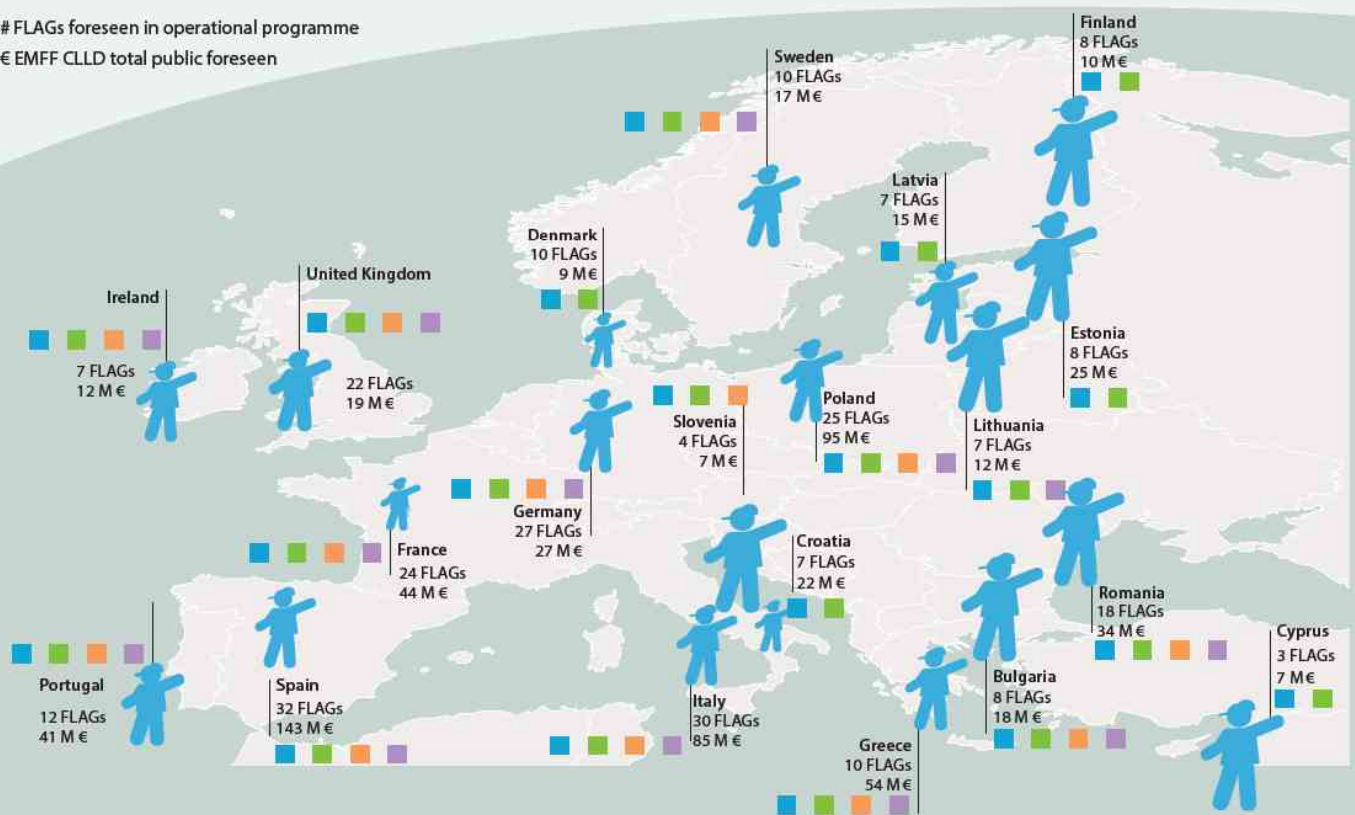 # FLAGs foreseen in operational programme
€ EMFF CLLD total public foreseen
Finland
8 FLAGs
10 M €
Sweden
10 FLAGs
17 M €
Latvia
7 FLAGs
15 M €
Denmark
10 FLAGs
9 M €
United Kingdom
22 FLAGs
19 M €
Ireland
7 FLAGs
12 M €
Estonia
8 FLAGs
25 M €
Slovenia
4 FLAGs
7 M €
Poland
25 FLAGs
95 M €
Lithuania
7 FLAGs
12 M €
Germany
27 FLAGs
27 M €
France
24 FLAGs
44 M €
Croatia
7 FLAGs
22 M €
Romania
18 FLAGs
34 M €
Cyprus
3 FLAGs
7 M €
Portugal
12 FLAGs
41 M €
Spain
32 FLAGs
143 M €
Italy
30 FLAGs
85 M €
Bulgaria
8 FLAGs
18 M €
Greece
10 FLAGs
54 M €